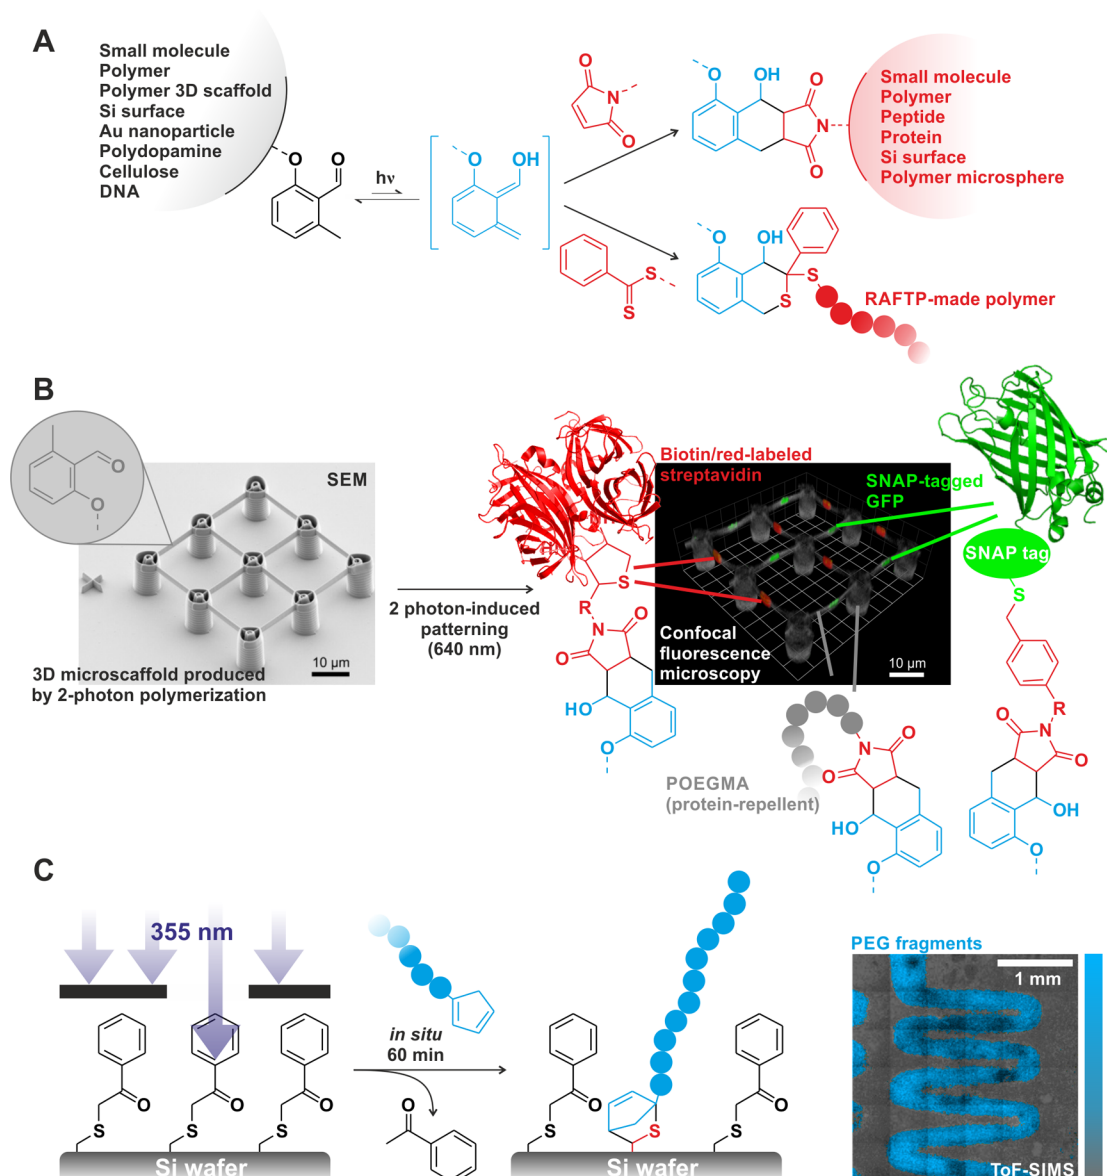 A
Small molecule
Polymer
Polymer 3D scaffold
Si surface
Au nanoparticle
Polydopamine
Cellulose
DNA
O
O
hν
O
OH
O
N
O
S
S
O
OH
O
N
O
Small molecule
Polymer
Peptide
Protein
Si surface
Polymer microsphere
O
OH
S
S
RAFTP-made polymer
B
O
O
SEM
3D microscaffold produced
by 2-photon polymerization
10 µm
2 photon-induced
patterning
(640 nm)
Biotin/red-labeled
streptavidin
S
R
N
O
O
HO
O
SNAP-tagged
GFP
Confocal
fluorescence
microscopy
10 µm
SNAP tag
S
R
N
O
O
OH
O
POEGMA
(protein-repellent)
N
O
O
HO
O
C
355 nm
O
O
O
S
S
S
Si wafer
in situ
60 min
O
O
O
S
S
S
Si wafer
PEG fragments
1 mm
ToF-SIMS